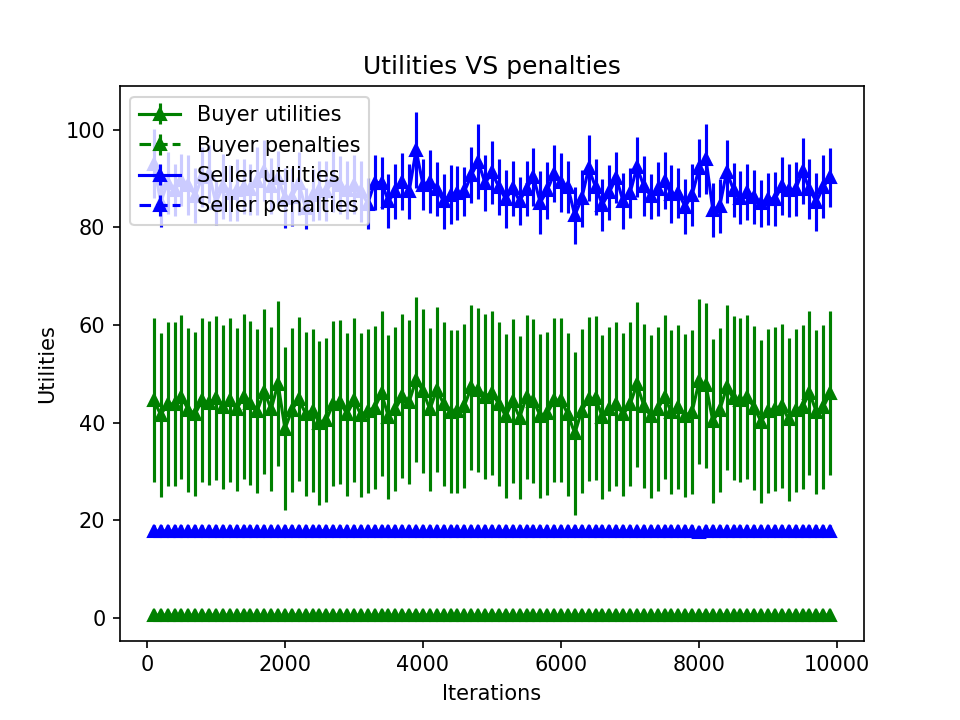 Utilities VS penalties
Buyer utilities
Buyer penalties
Seller utilities
Seller penalties
100
80
60
40
20
0
Utilities
0 2000 4000 6000 8000 10000
Iterations